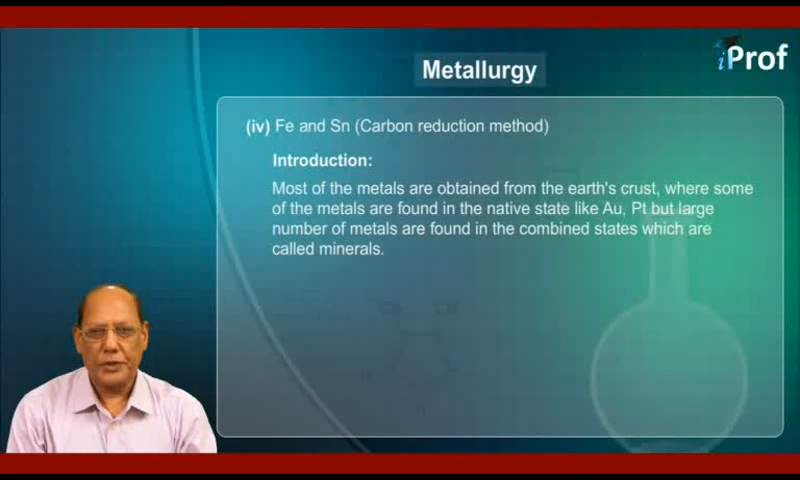 iProf
Metallurgy
(iv) Fe and Sn (Carbon reduction method)
Introduction:
Most of the metals are obtained from the earth's crust, where some
of the metals are found in the native state like Au, Pt but large
number of metals are found in the combined states which are
called minerals.